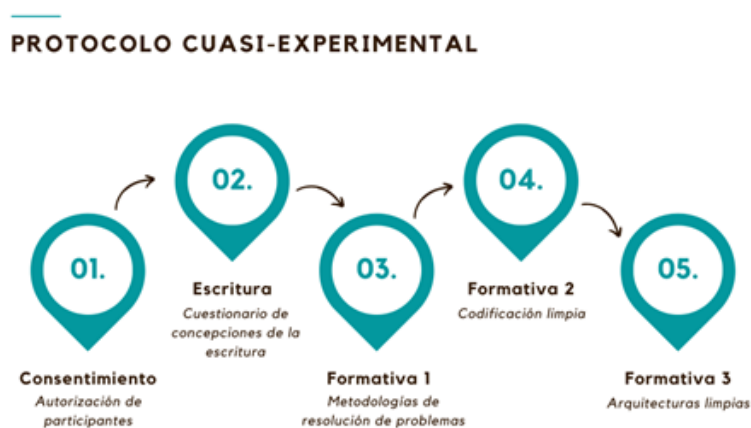 PROTOCOLO CUASI-EXPERIMENTAL
01.
Consentimiento
Autorización de
participantes
02.
Escritura
Cuestionario de
concepciones de la
escritura
03.
Formativa 1
Metodologías de
resolución de problemas
04.
Formativa 2
Codificación limpia
05.
Formativa 3
Arquitecturas limpias